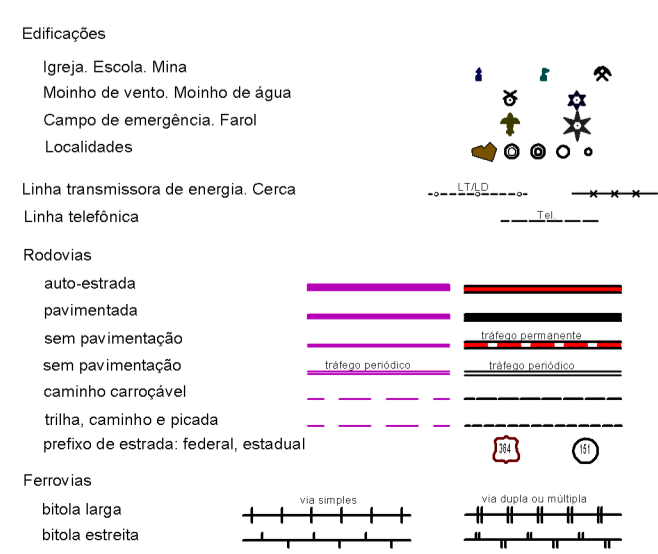 Edificações
Igreja. Escola. Mina
Moinho de vento. Moinho de água
Campo de emergência. Farol
Localidades
Linha transmissora de energia. Cerca
LT/LD
Linha telefônica
Tel.
Rodovias
auto-estrada
pavimentada
sem pavimentação
tráfego permanente
sem pavimentação
tráfego periódico
tráfego periódico
caminho carroçável
trilha, caminho e picada
prefixo de estrada: federal, estadual
364
151
Ferrovias
bitola larga
via simples
via dupla ou múltipla
bitola estreita